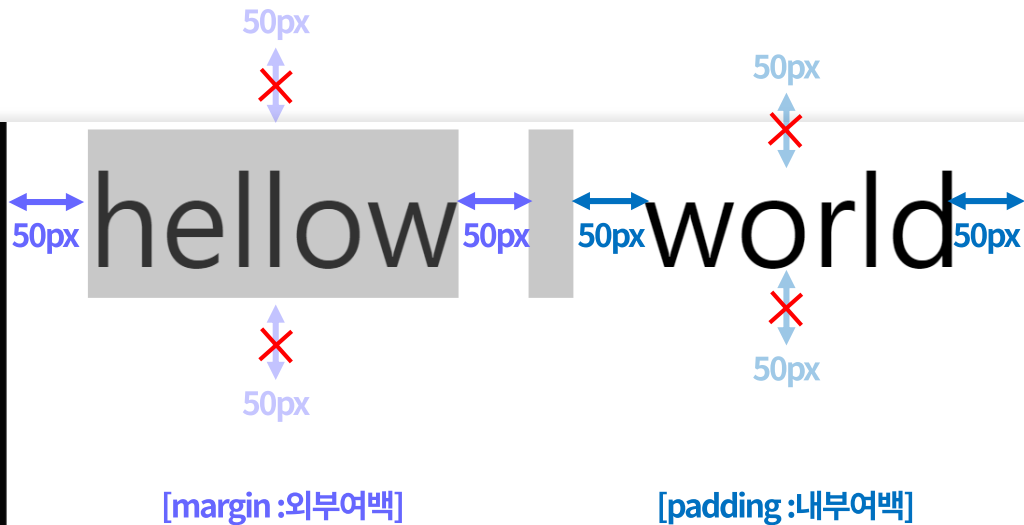 50px
50px
hellow world
50px 50px 50px 50px
50px
50px
[margin :외부여백] [padding :내부여백]